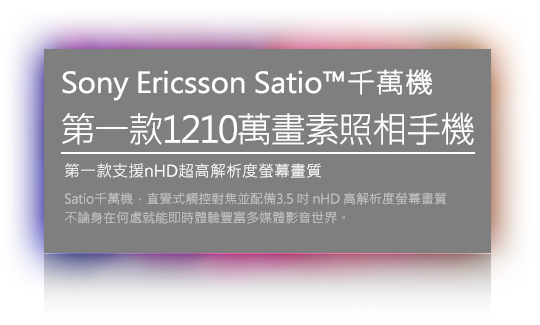 Sony Ericsson Satio™千萬機
第一款1210萬畫素照相手機
第一款支援nHD超高解析度螢幕畫質
Satio千萬機，直覺式觸控對焦並配備3.5 吋 nHD 高解析度螢幕畫質
不論身在何處就能即時體驗豐富多媒體影音世界。